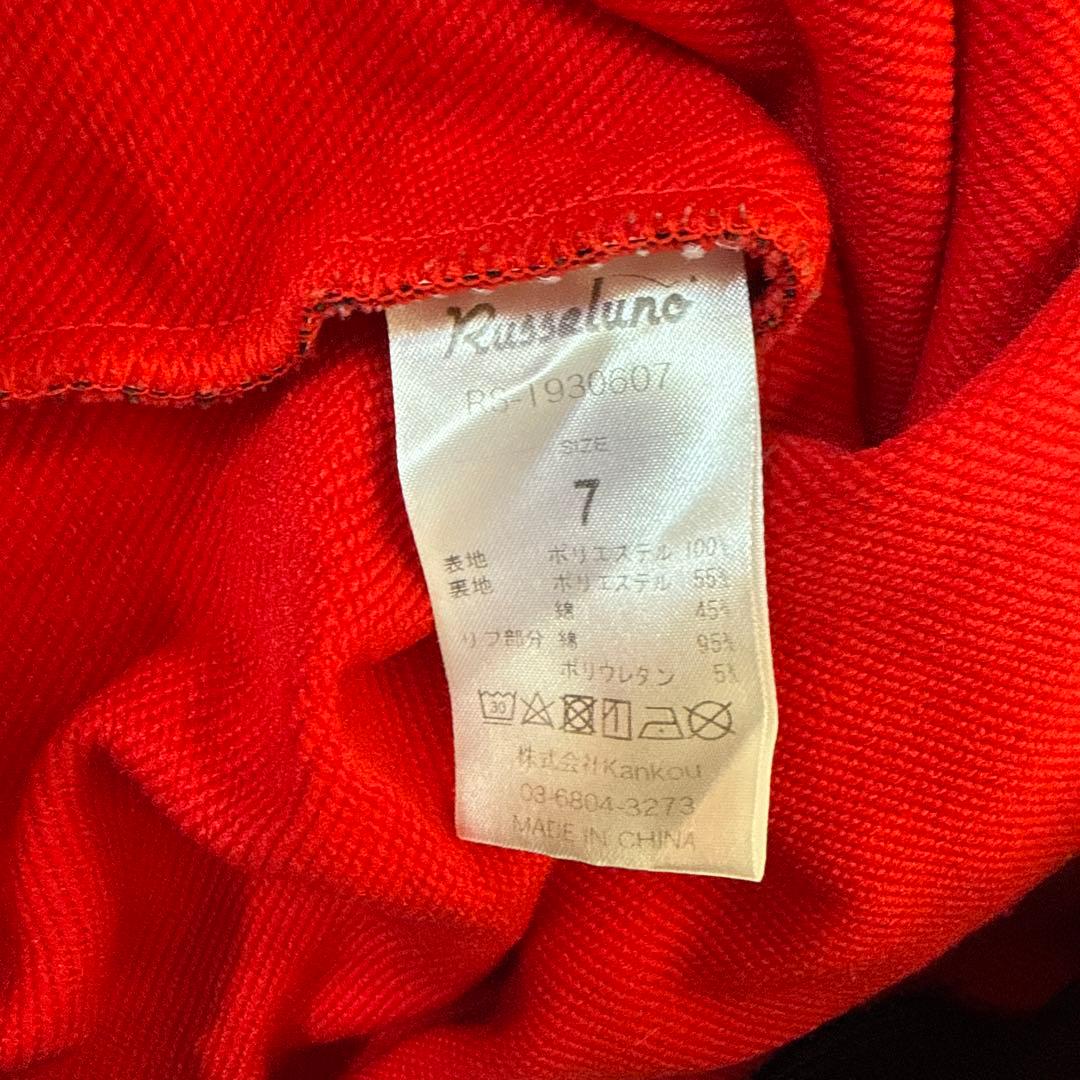 Russeluno
RS-1930607
SIZE
7
表地 ポリエステル 100%
裏地 ポリエステル 55%
綿 45%
リブ部分 綿 95%
ポリウレタン 5%
30
株式会社Kankou
03-6804-3273
MADE IN CHINA